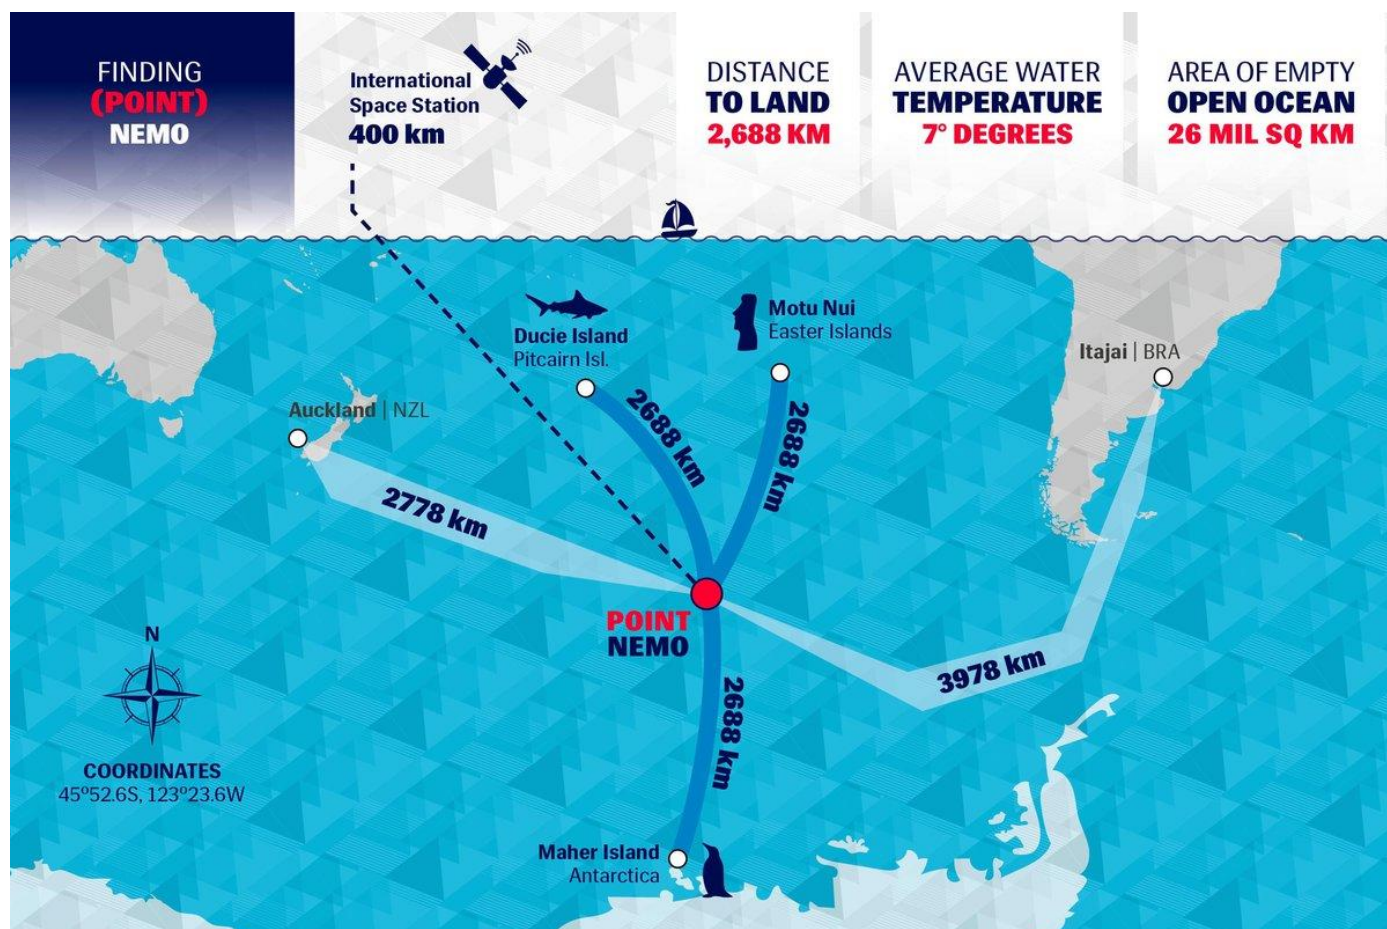 FINDING
(POINT)
NEMO
International
Space Station
400 km
DISTANCE
TO LAND
2,688 KM
AVERAGE WATER
TEMPERATURE
7° DEGREES
AREA OF EMPTY
OPEN OCEAN
26 MIL SQ KM
Ducie Island
Pitcairn Isl.
Motu Nui
Easter Islands
Itajai | BRA
Auckland | NZL
2688 km
2688 km
2778 km
POINT
NEMO
3978 km
2688 km
N
COORDINATES
45º52.6S, 123º23.6W
Maher Island
Antarctica